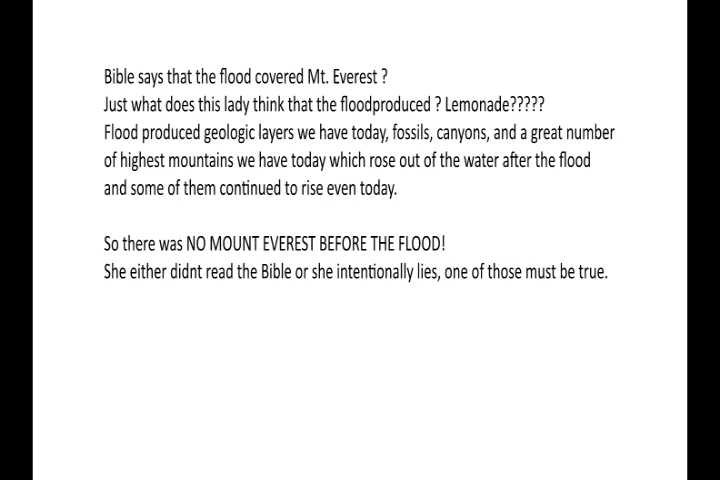 Bible says that the flood covered Mt. Everest ?
Just what does this lady think that the floodproduced ? Lemonade?????
Flood produced geologic layers we have today, fossils, canyons, and a great number
of highest mountains we have today which rose out of the water after the flood
and some of them continued to rise even today.
So there was NO MOUNT EVEREST BEFORE THE FLOOD!
She either didnt read the Bible or she intentionally lies, one of those must be true.